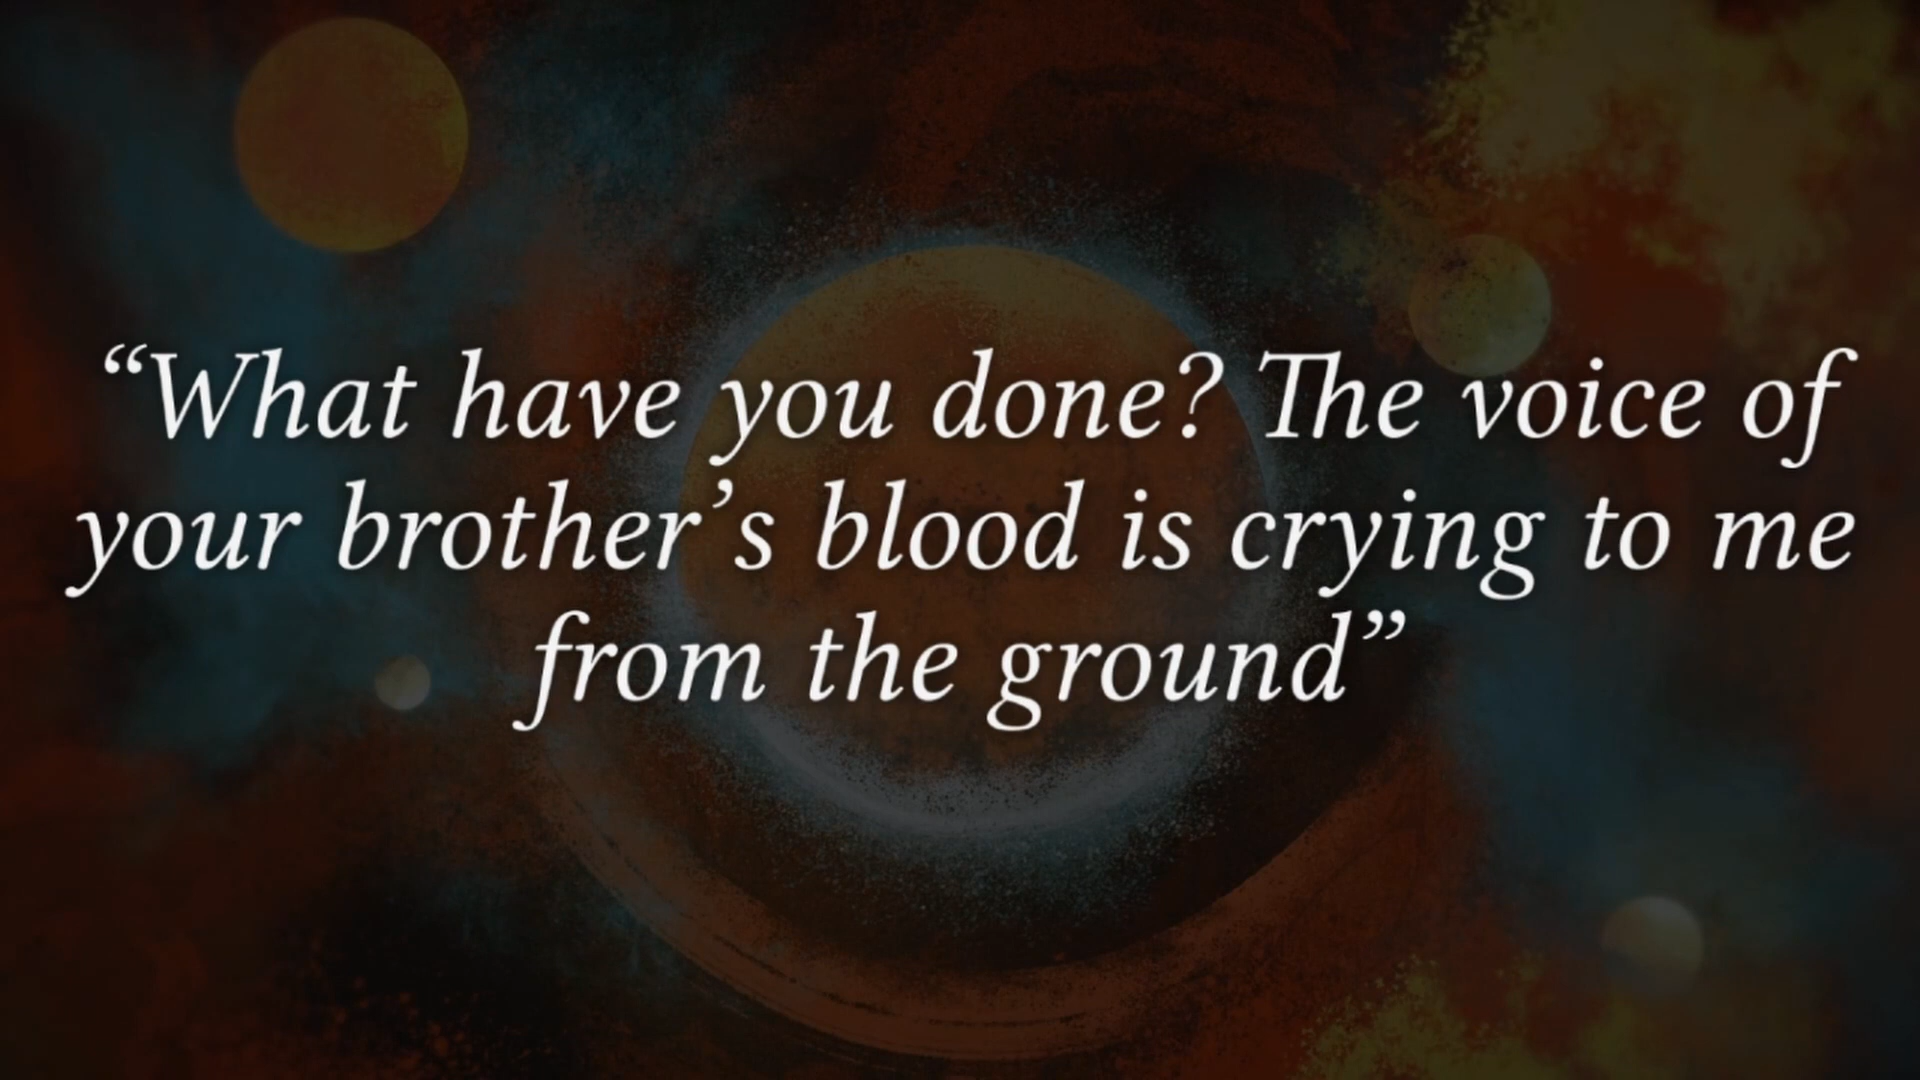 “What have you done? The voice of
your brother’s blood is crying to me
from the ground”